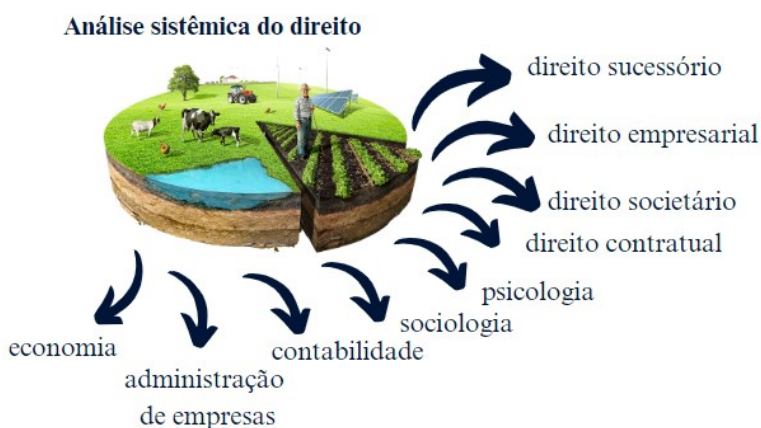 Análise sistêmica do direito
direito sucessório
direito empresarial
direito societário
direito contratual
psicologia
sociologia
contabilidade
administração
de empresas
economia